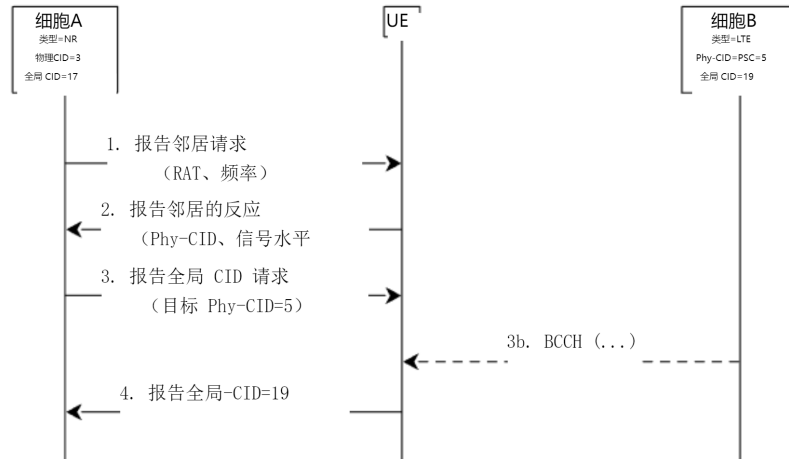 细胞A
类型=NR
物理CID=3
全局 CID=17
UE
细胞B
类型=LTE
Phy-CID=PSC=5
全局 CID=19
1. 报告邻居请求
（RAT、频率）
2. 报告邻居的反应
（Phy-CID、信号水平
3. 报告全局 CID 请求
（目标 Phy-CID=5）
3b. BCCH (...)
4. 报告全局-CID=19